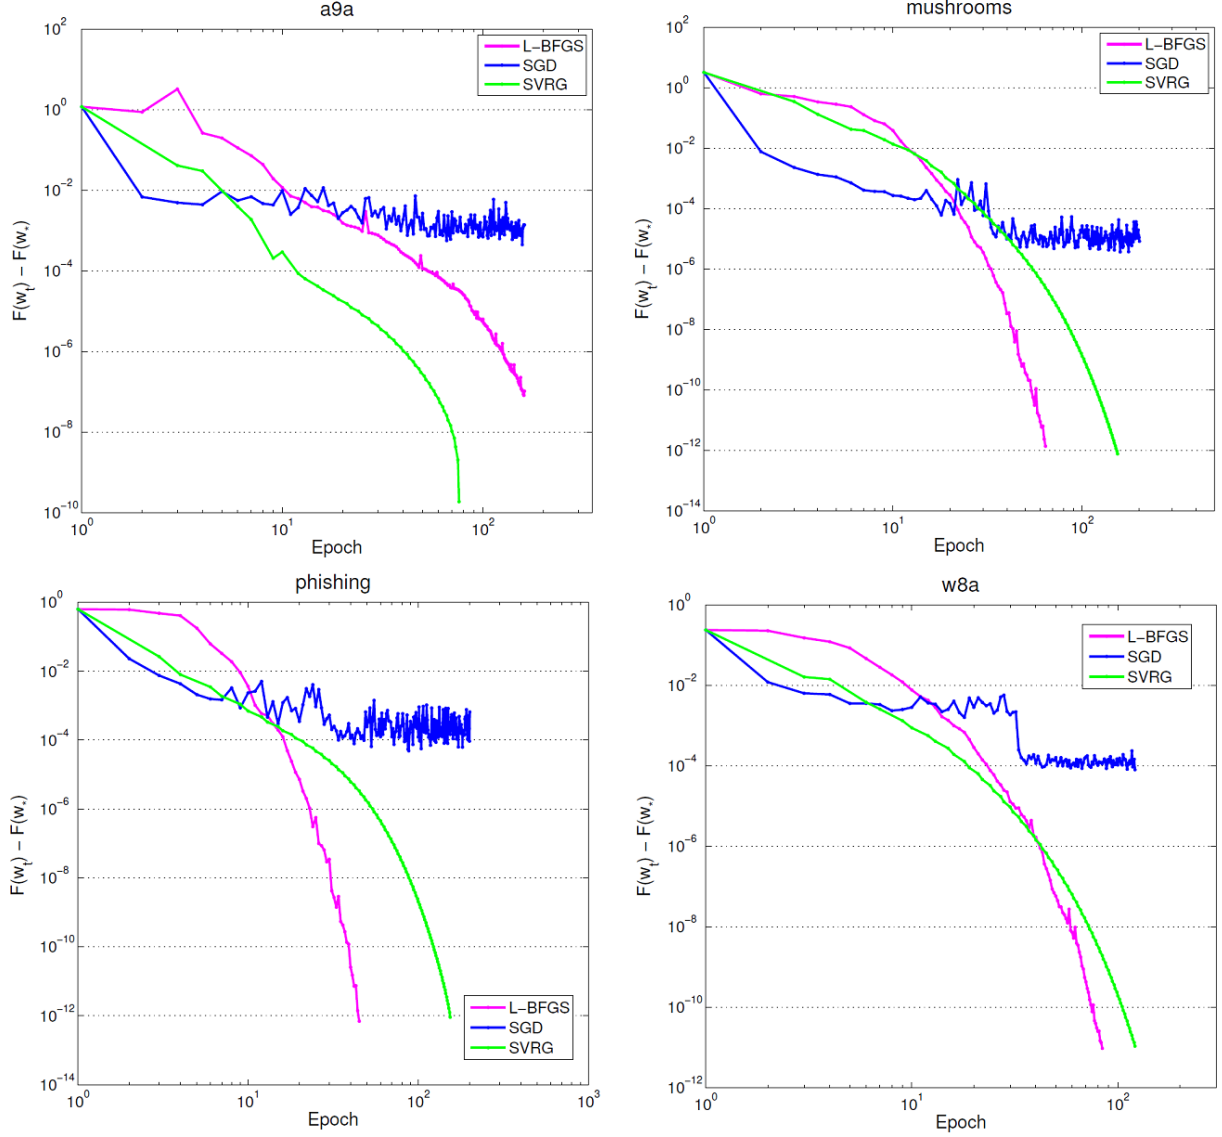 a9a
10^2
10^0
10^-2
10^-4
10^-6
10^-8
10^-10
F(w_t) − F(w_*)
L−BFGS
SGD
SVRG
10^0
10^1
10^2
Epoch
mushrooms
10^2
10^0
10^-2
10^-4
10^-6
10^-8
10^-10
10^-12
10^-14
F(w_t) − F(w_*)
L−BFGS
SGD
SVRG
10^0
10^1
10^2
Epoch
phishing
10^0
10^-2
10^-4
10^-6
10^-8
10^-10
10^-12
10^-14
F(w_t) − F(w_*)
L−BFGS
SGD
SVRG
10^0
10^1
10^2
10^3
Epoch
w8a
10^0
10^-2
10^-4
10^-6
10^-8
10^-10
10^-12
F(w_t) − F(w_*)
L−BFGS
SGD
SVRG
10^0
10^1
10^2
Epoch